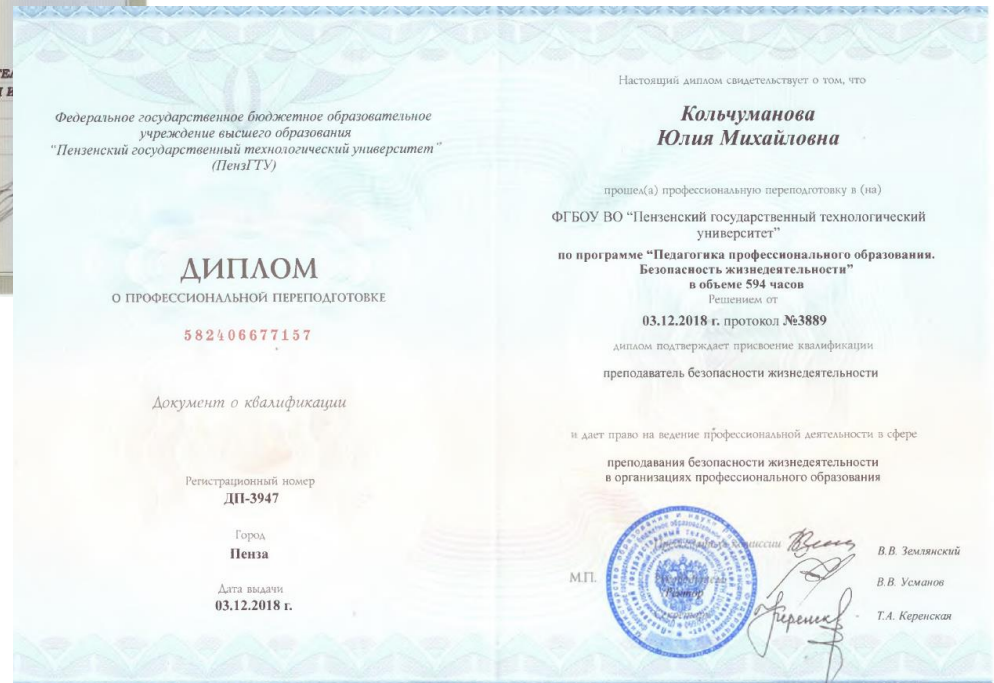 Федеральное государственное бюджетное образовательное
учреждение высшего образования
"Пензенский государственный технологический университет"
(ПензГТУ)
ДИПЛОМ
О ПРОФЕССИОНАЛЬНОЙ ПЕРЕПОДГОТОВКЕ
582406677157
Документ о квалификации
Регистрационный номер
ДП-3947
Город
Пенза
Дата выдачи
03.12.2018 г.
Настоящий диплом свидетельствует о том, что
Кольчуманова
Юлия Михайловна
прошел(а) профессиональную переподготовку в (на)
ФГБОУ ВО "Пензенский государственный технологический
университет"
по программе "Педагогика профессионального образования.
Безопасность жизнедеятельности"
в объеме 594 часов
Решением от
03.12.2018 г. протокол №3889
диплом подтверждает присвоение квалификации
преподаватель безопасности жизнедеятельности
и дает право на ведение профессиональной деятельности в сфере
преподавания безопасности жизнедеятельности
в организациях профессионального образования
комиссии
В.В. Землянский
М.П.
Ректор
В.В. Усманов
Секретарь
Т.А. Керенская